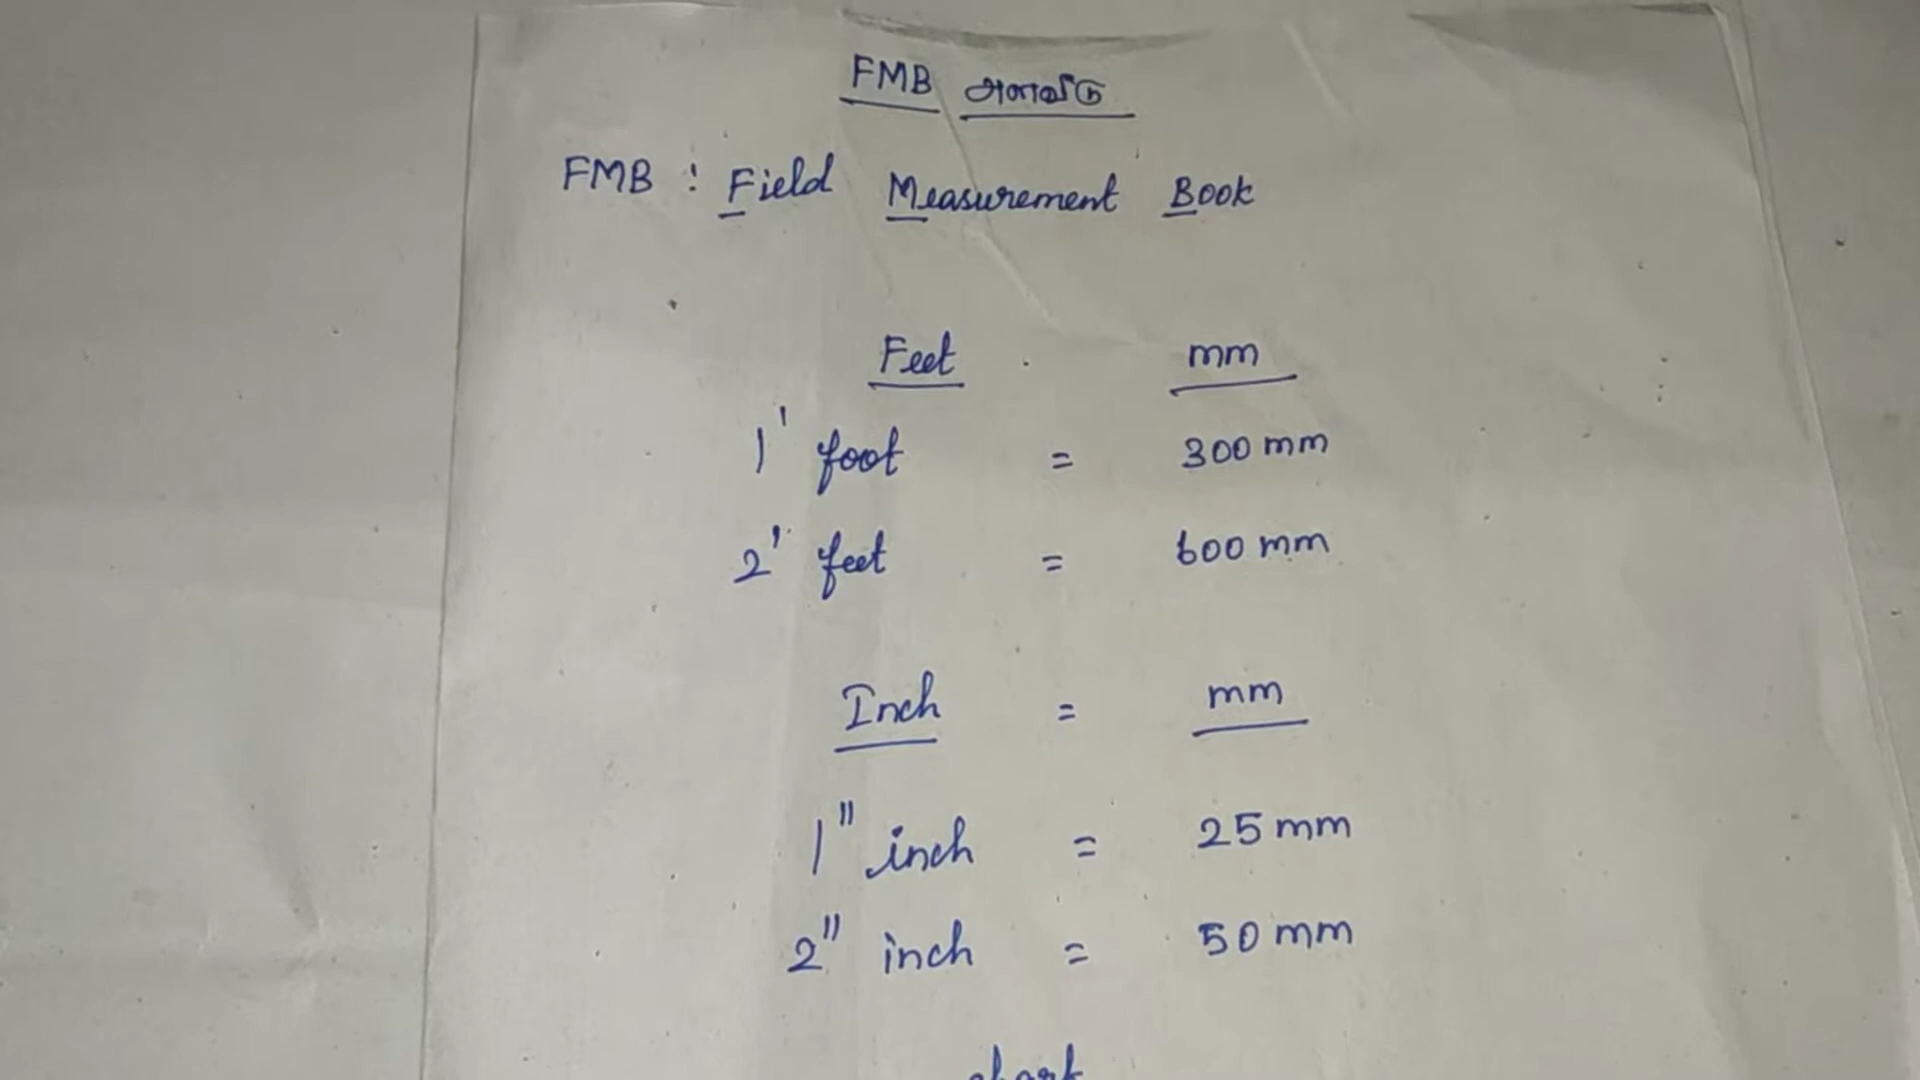 FMB அளவீடு
FMB : Field Measurement Book
Feet mm
1' foot = 300 mm
2' feet = 600 mm
Inch = mm
1" inch = 25 mm
2" inch = 50 mm